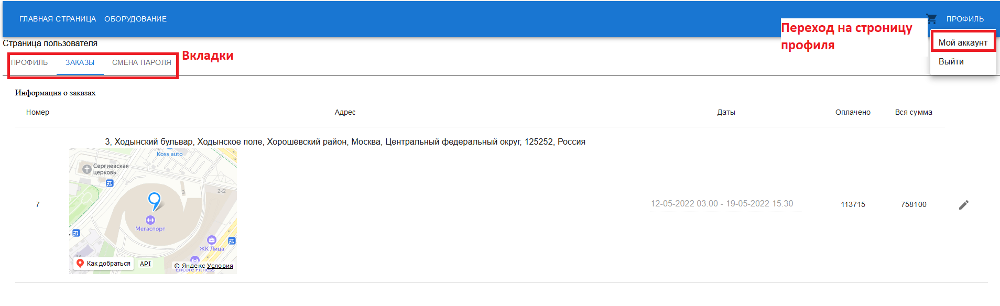 ГЛАВНАЯ СТРАНИЦА ОБОРУДОВАНИЕ ПРОФИЛЬ
Переход на строницу
профиля
Мой аккаунт
Выйти
Страница пользователя
Вкладки
ПРОФИЛЬ ЗАКАЗЫ СМЕНА ПАРОЛЯ
Информация о заказах
Номер Адрес Даты Оплачено Вся сумма
3, Ходынский бульвар, Ходынское поле, Хорошёвский район, Москва, Центральный федеральный округ, 125252, Россия
Koss auto
Сергиевская
церковь
3
2к2
7 12-05-2022 03:00 - 19-05-2022 15:30 113715 758100
Мегаспорт
ЖК Лица
3А
Как добраться API © Яндекс Условия
Encore Fitness